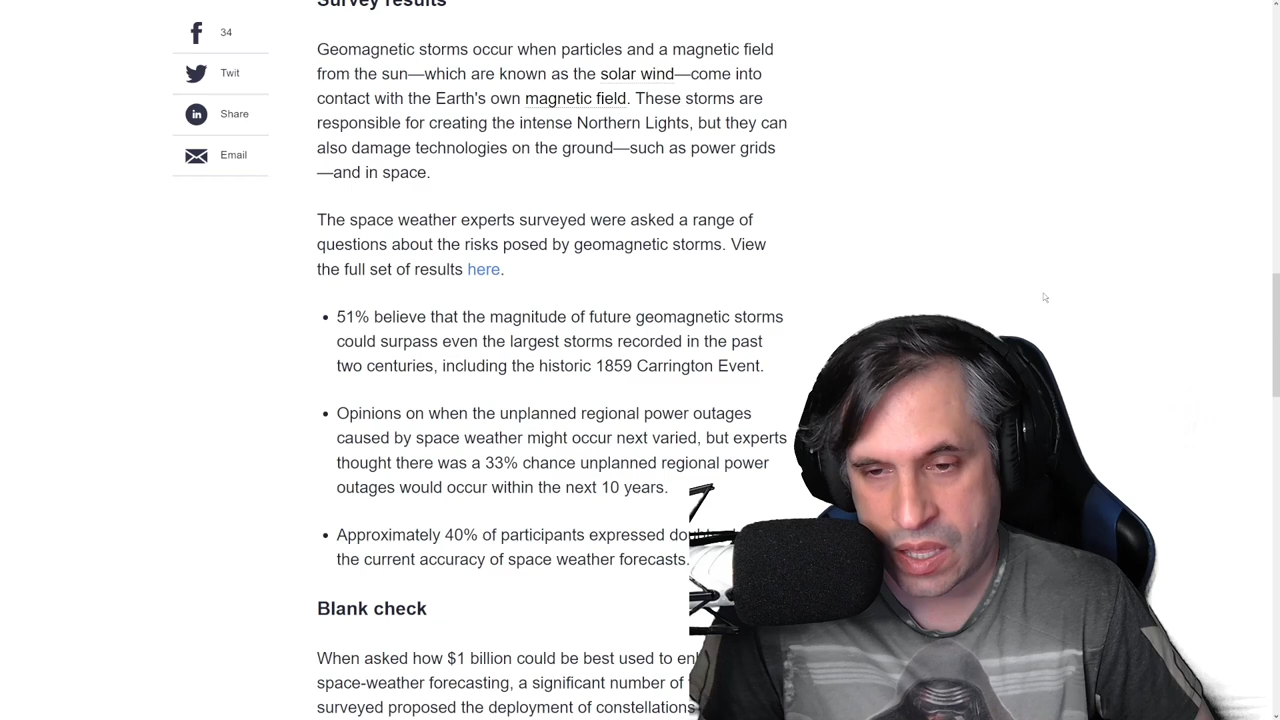 Survey results
34
Twit
Share
Email
Geomagnetic storms occur when particles and a magnetic field
from the sun—which are known as the solar wind—come into
contact with the Earth's own magnetic field. These storms are
responsible for creating the intense Northern Lights, but they can
also damage technologies on the ground—such as power grids
—and in space.
The space weather experts surveyed were asked a range of
questions about the risks posed by geomagnetic storms. View
the full set of results here.
• 51% believe that the magnitude of future geomagnetic storms
could surpass even the largest storms recorded in the past
two centuries, including the historic 1859 Carrington Event.
• Opinions on when the unplanned regional power outages
caused by space weather might occur next varied, but experts
thought there was a 33% chance unplanned regional power
outages would occur within the next 10 years.
• Approximately 40% of participants expressed
the current accuracy of space weather forecasts.
Blank check
When asked how $1 billion could be best used to
space-weather forecasting, a significant number of
surveyed proposed the deployment of constellations